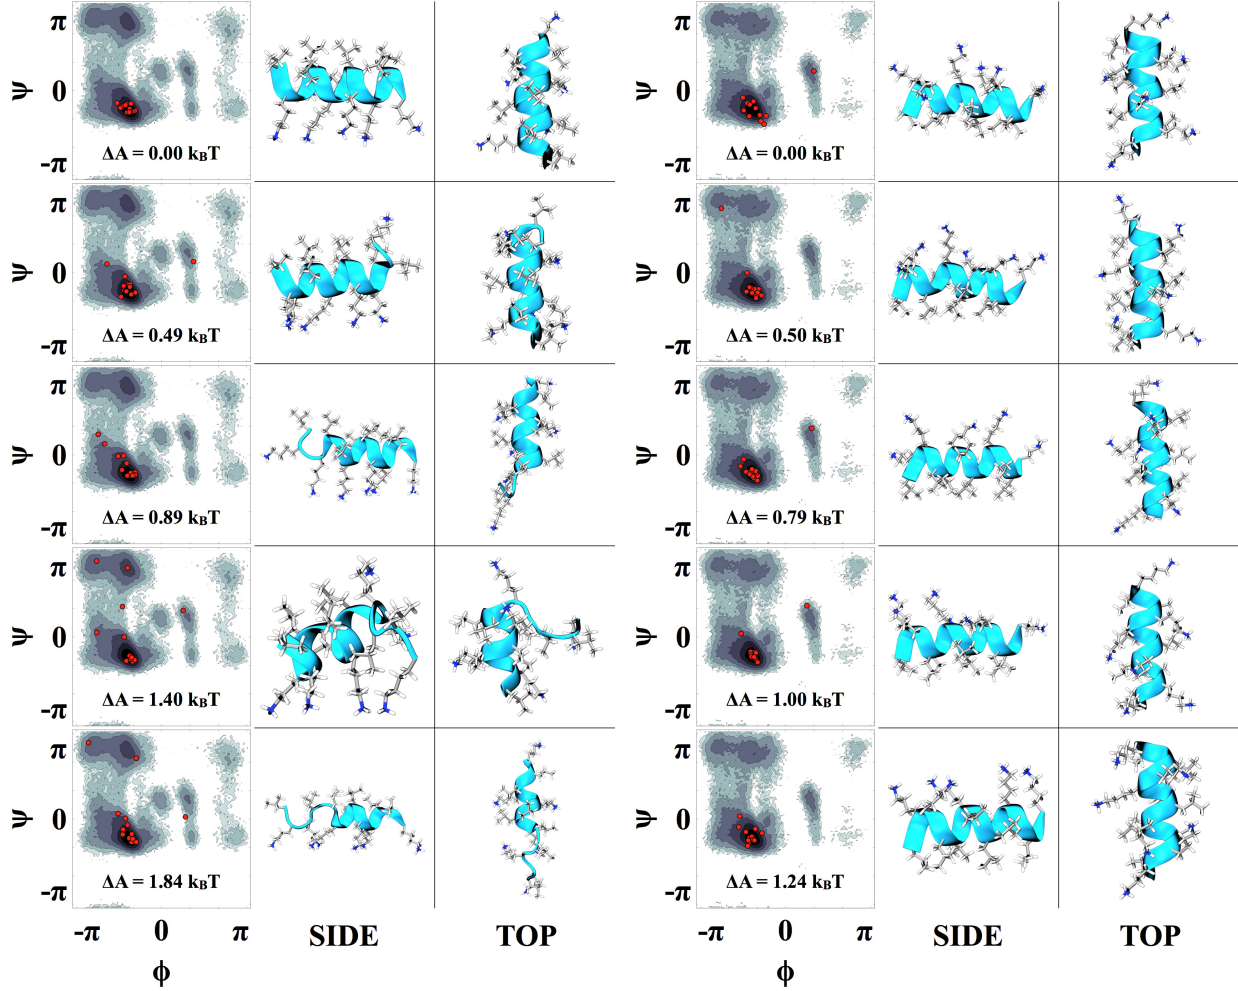 π
Ψ 0
-π
ΔA = 0.00 kBT
π
Ψ 0
-π
ΔA = 0.00 kBT
π
Ψ 0
-π
ΔA = 0.49 kBT
π
Ψ 0
-π
ΔA = 0.50 kBT
π
Ψ 0
-π
ΔA = 0.89 kBT
π
Ψ 0
-π
ΔA = 0.79 kBT
π
Ψ 0
-π
ΔA = 1.40 kBT
π
Ψ 0
-π
ΔA = 1.00 kBT
π
Ψ 0
-π
ΔA = 1.84 kBT
π
Ψ 0
-π
ΔA = 1.24 kBT
-π 0 π SIDE TOP
ϕ
-π 0 π SIDE TOP
ϕ